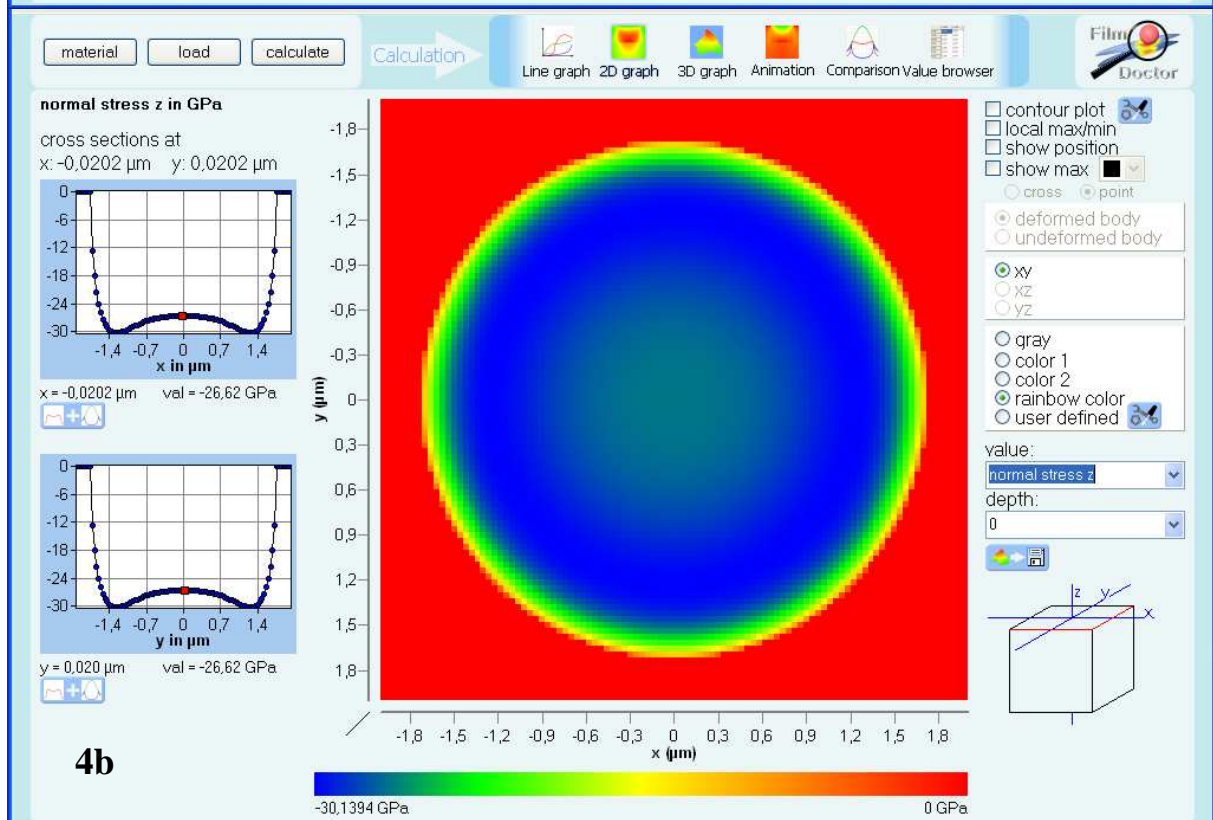 material load calculate
Calculation
Line graph 2D graph 3D graph Animation Comparison Value browser
Film
Doctor
normal stress z in GPa
cross sections at
x: -0,0202 µm y: 0,0202 µm
0
-6
-12
-18
-24
-30
-1,4 -0,7 0 0,7 1,4
x in µm
x = -0,0202 µm val = -26,62 GPa
0
-6
-12
-18
-24
-30
-1,4 -0,7 0 0,7 1,4
y in µm
y = 0,020 µm val = -26,62 GPa
4b
-1,8
-1,5
-1,2
-0,9
-0,6
-0,3
0
0,3
0,6
0,9
1,2
1,5
1,8
y (µm)
-1,8 -1,5 -1,2 -0,9 -0,6 -0,3 0 0,3 0,6 0,9 1,2 1,5 1,8
x (µm)
-30,1394 GPa 0 GPa
contour plot
local max/min
show position
show max
cross point
deformed body
undeformed body
xy
xz
yz
gray
color 1
color 2
rainbow color
user defined
value:
normal stress z
depth:
0
z y
x